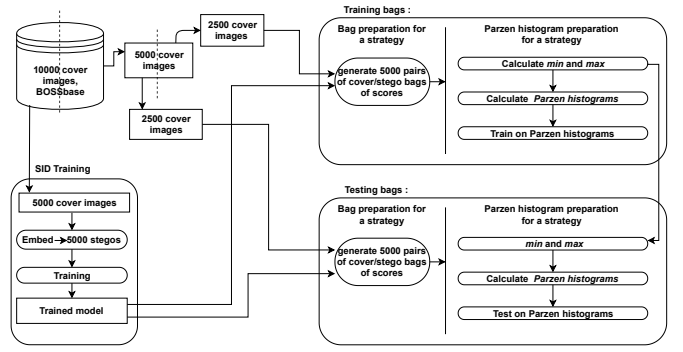 10000 cover
images,
BOSSbase
5000 cover
images
2500 cover
images
2500 cover
images
SID Training
5000 cover images
Embed→5000 stegos
Training
Trained model
Training bags :
Bag preparation for
a strategy
generate 5000 pairs
of cover/stego bags
of scores
Parzen histogram preparation
for a strategy
Calculate min and max
Calculate Parzen histograms
Train on Parzen histograms
Testing bags :
Bag preparation for
a strategy
generate 5000 pairs
of cover/stego bags
of scores
Parzen histogram preparation
for a strategy
min and max
Calculate Parzen histograms
Test on Parzen histograms